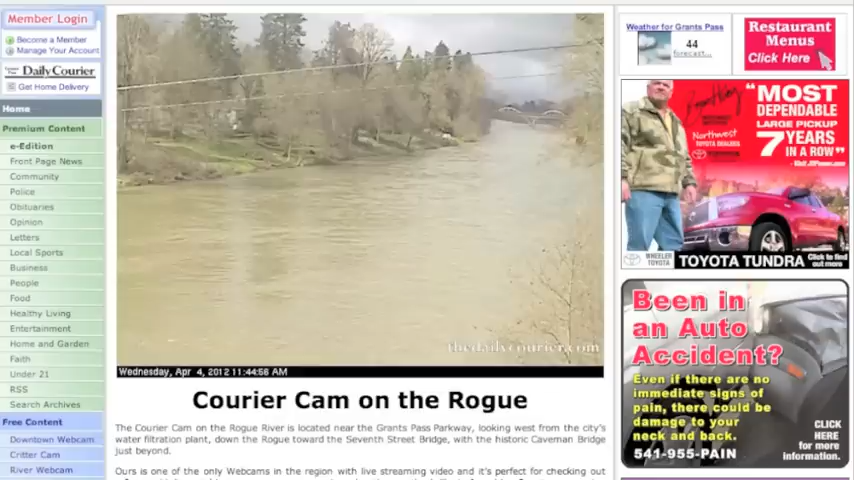 Member Login
Become a Member
Manage Your Account
Daily Courier
Get Home Delivery
Home
Premium Content
e-Edition
Front Page News
Community
Police
Obituaries
Opinion
Letters
Local Sports
Business
People
Food
Healthy Living
Entertainment
Home and Garden
Faith
Under 21
RSS
Search Archives
Free Content
Downtown Webcam
Critter Cam
River Webcam
thedailycourier.com
Wednesday, Apr 4, 2012 11:44:58 AM
Courier Cam on the Rogue
The Courier Cam on the Rogue River is located near the Grants Pass Parkway, looking west from the city's
water filtration plant, down the Rogue toward the Seventh Street Bridge, with the historic Caveman Bridge
just beyond.
Ours is one of the only Webcams in the region with live streaming video and it's perfect for checking out
Weather for Grants Pass
44
forecast...
Restaurant
Menus
Click Here
"MOST
DEPENDABLE
LARGE PICKUP
7 YEARS
IN A ROW"
Northwest
TOYOTA DEALERS
WHEELER
TOYOTA
TOYOTA TUNDRA
Click to find
out more
Been in
an Auto
Accident?
Even if there are no
immediate signs of
pain, there could be
damage to your
neck and back.
541-955-PAIN
CLICK
HERE
for more
information.